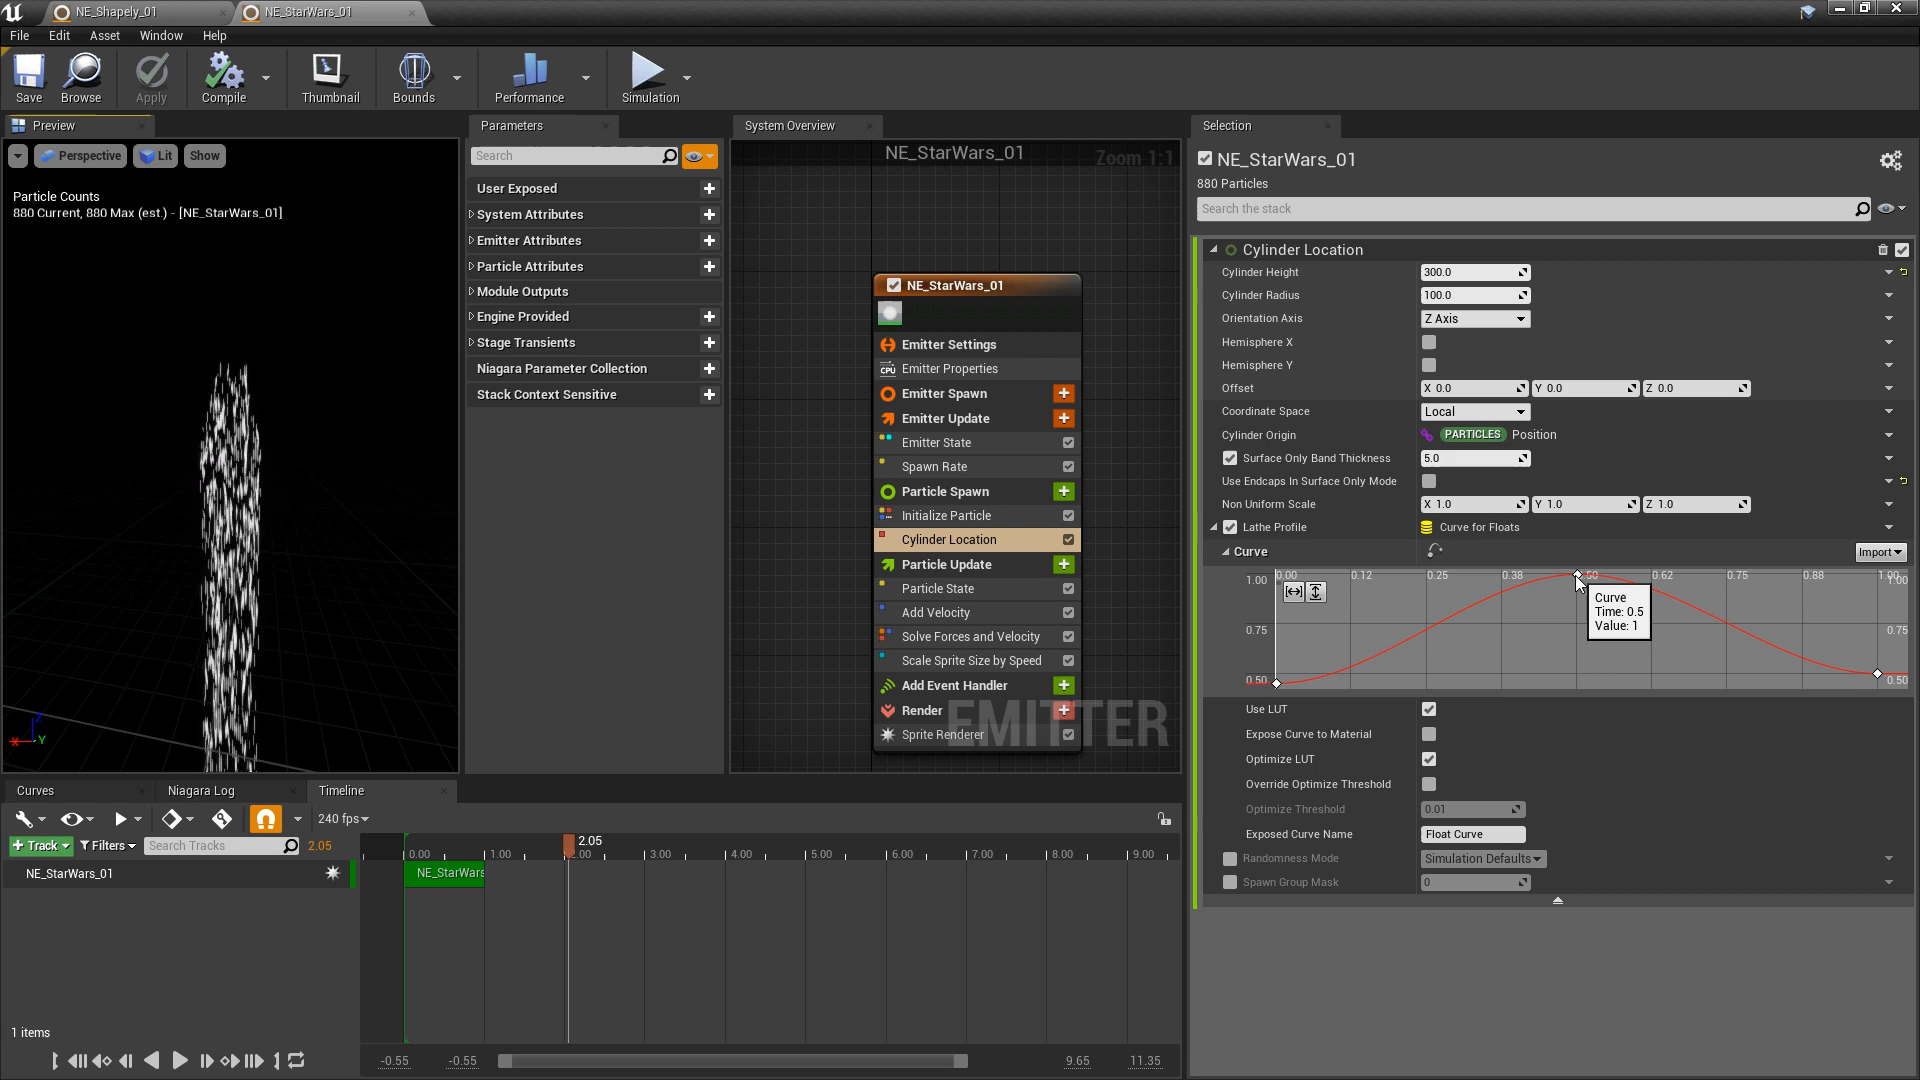 NE_Shapely_01
NE_StarWars_01
File Edit Asset Window Help
Save Browse Apply Compile Thumbnail Bounds Performance Simulation
Preview
Perspective Lit Show
Particle Counts
880 Current, 880 Max (est.) - [NE_StarWars_01]
X
Y
Z
Parameters
Search
User Exposed
System Attributes
Emitter Attributes
Particle Attributes
Module Outputs
Engine Provided
Stage Transients
Niagara Parameter Collection
Stack Context Sensitive
System Overview
NE_StarWars_01
Zoom 1:1
NE_StarWars_01
Emitter Settings
CPU Emitter Properties
Emitter Spawn
Emitter Update
Emitter State
Spawn Rate
Particle Spawn
Initialize Particle
Cylinder Location
Particle Update
Particle State
Add Velocity
Solve Forces and Velocity
Scale Sprite Size by Speed
Add Event Handler
Render
Sprite Renderer
EMITTER
Selection
NE_StarWars_01
880 Particles
Search the stack
Cylinder Location
Cylinder Height 300.0
Cylinder Radius 100.0
Orientation Axis Z Axis
Hemisphere X
Hemisphere Y
Offset X 0.0 Y 0.0 Z 0.0
Coordinate Space Local
Cylinder Origin PARTICLES Position
Surface Only Band Thickness 5.0
Use Endcaps In Surface Only Mode
Non Uniform Scale X 1.0 Y 1.0 Z 1.0
Lathe Profile Curve for Floats
Curve Import
0.00 0.12 0.25 0.38 50 0.62 0.75 0.88 1.00
1.00 1.00
0.75 0.75
0.50 0.50
Curve
Time: 0.5
Value: 1
Use LUT
Expose Curve to Material
Optimize LUT
Override Optimize Threshold
Optimize Threshold 0.01
Exposed Curve Name Float Curve
Randomness Mode Simulation Defaults
Spawn Group Mask 0
Curves Niagara Log Timeline
240 fps
+ Track Filters Search Tracks 2.05
2.05
0.00 1.00 2.00 3.00 4.00 5.00 6.00 7.00 8.00 9.00
NE_StarWars_01
NE_StarWars
1 items
-0.55 -0.55 9.65 11.35